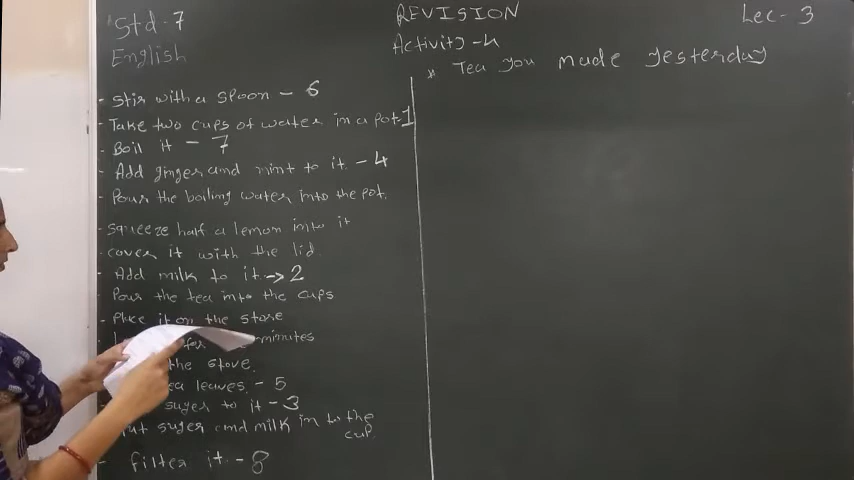 Std-7
English
REVISION
Lec-3
Activity-4
* Tea you made yesterday
- Stir with a spoon - 6
- Take two cups of water in a pot-1
- Boil it - 7
- Add ginger and mint to it - 4
- Pour the boiling water into the pot.
- squeeze half a lemon into it
- cover it with the lid
- Add milk to it → 2
- Pour the tea into the cups
- Place it on the stove
for minutes
the stove.
leaves - 5
suger to it - 3
suger and milk in to the
cup.
- filter it - 8